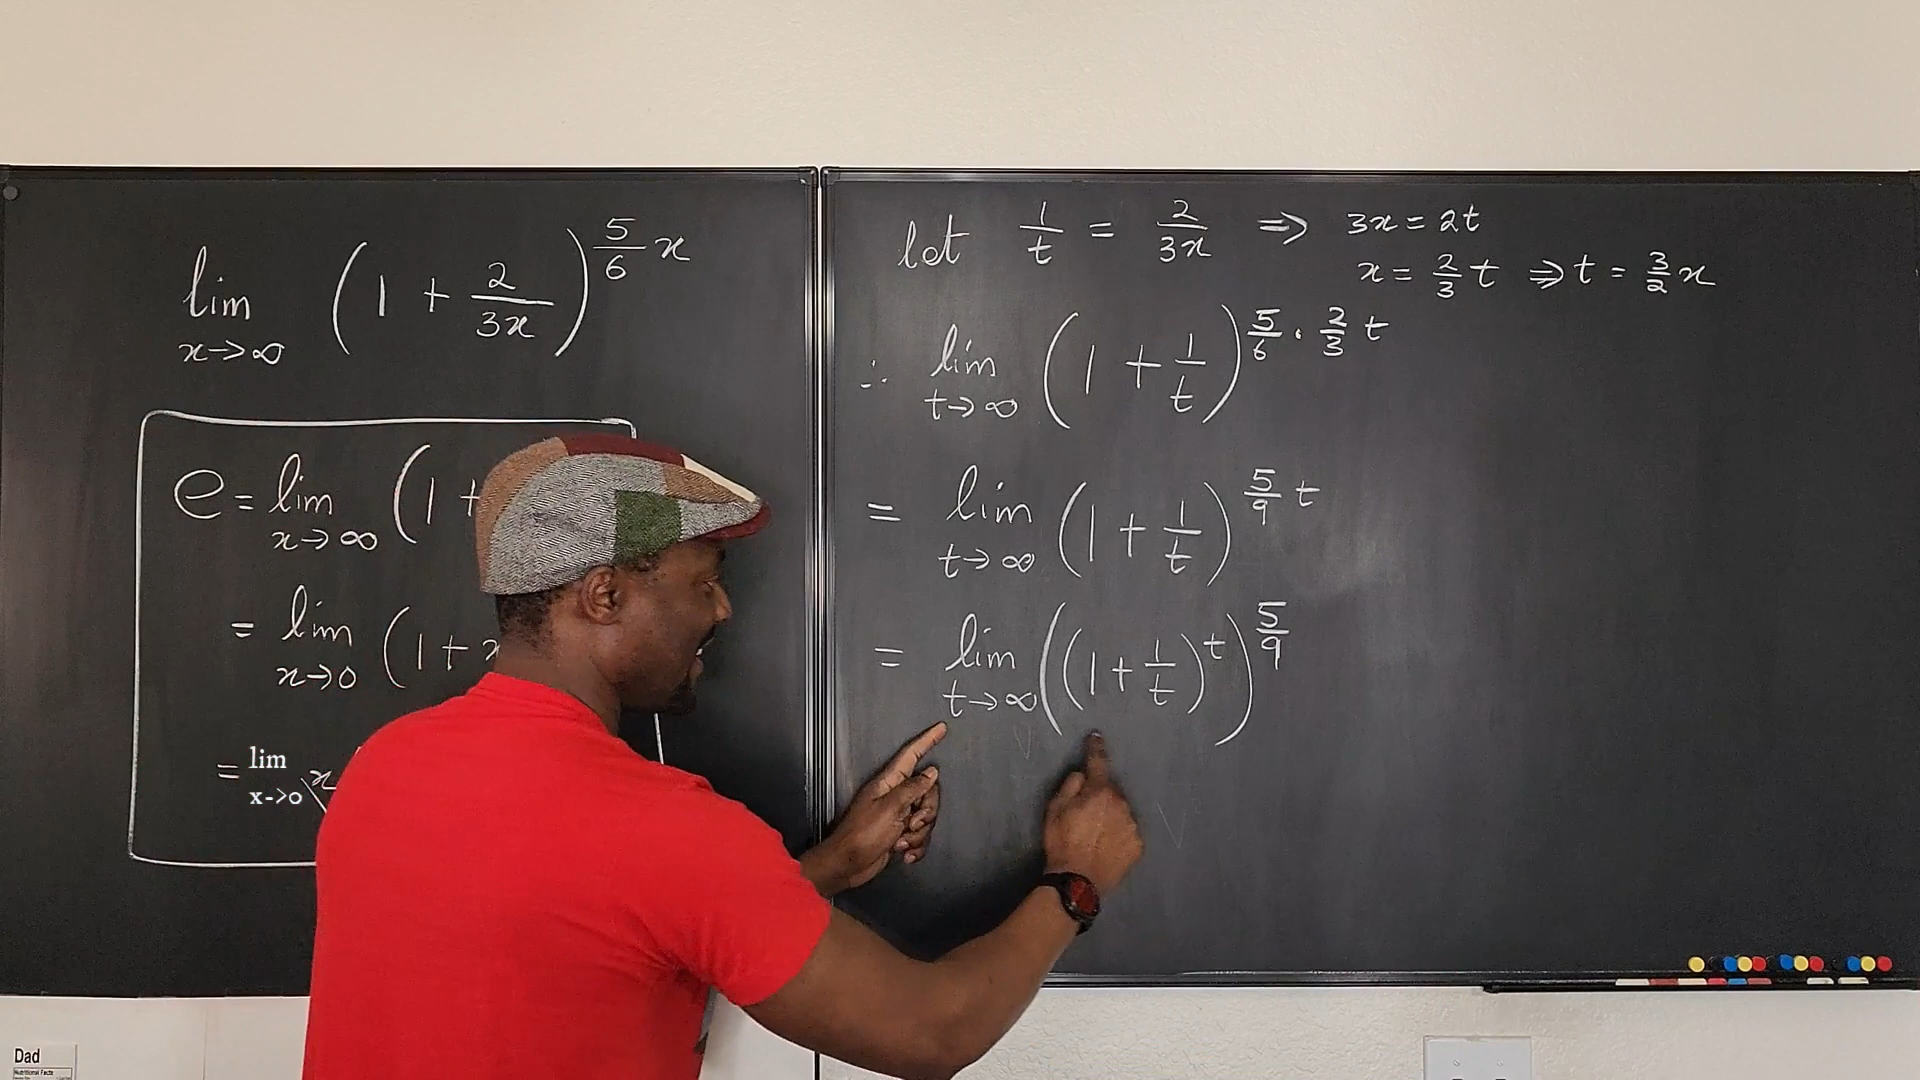 lim x→∞ (1 + 2/3x)^(5/6 x)
e = lim x→∞ (1 +
= lim x→0 (1 + x
= lim x->0 x
let 1/t = 2/3x ⇒ 3x = 2t
x = 2/3 t ⇒ t = 3/2 x
∴ lim t→∞ (1 + 1/t)^(5/6 · 2/3 t)
= lim t→∞ (1 + 1/t)^(5/9 t)
= lim t→∞ ((1 + 1/t)^t)^(5/9)
Dad
Nutritional Facts